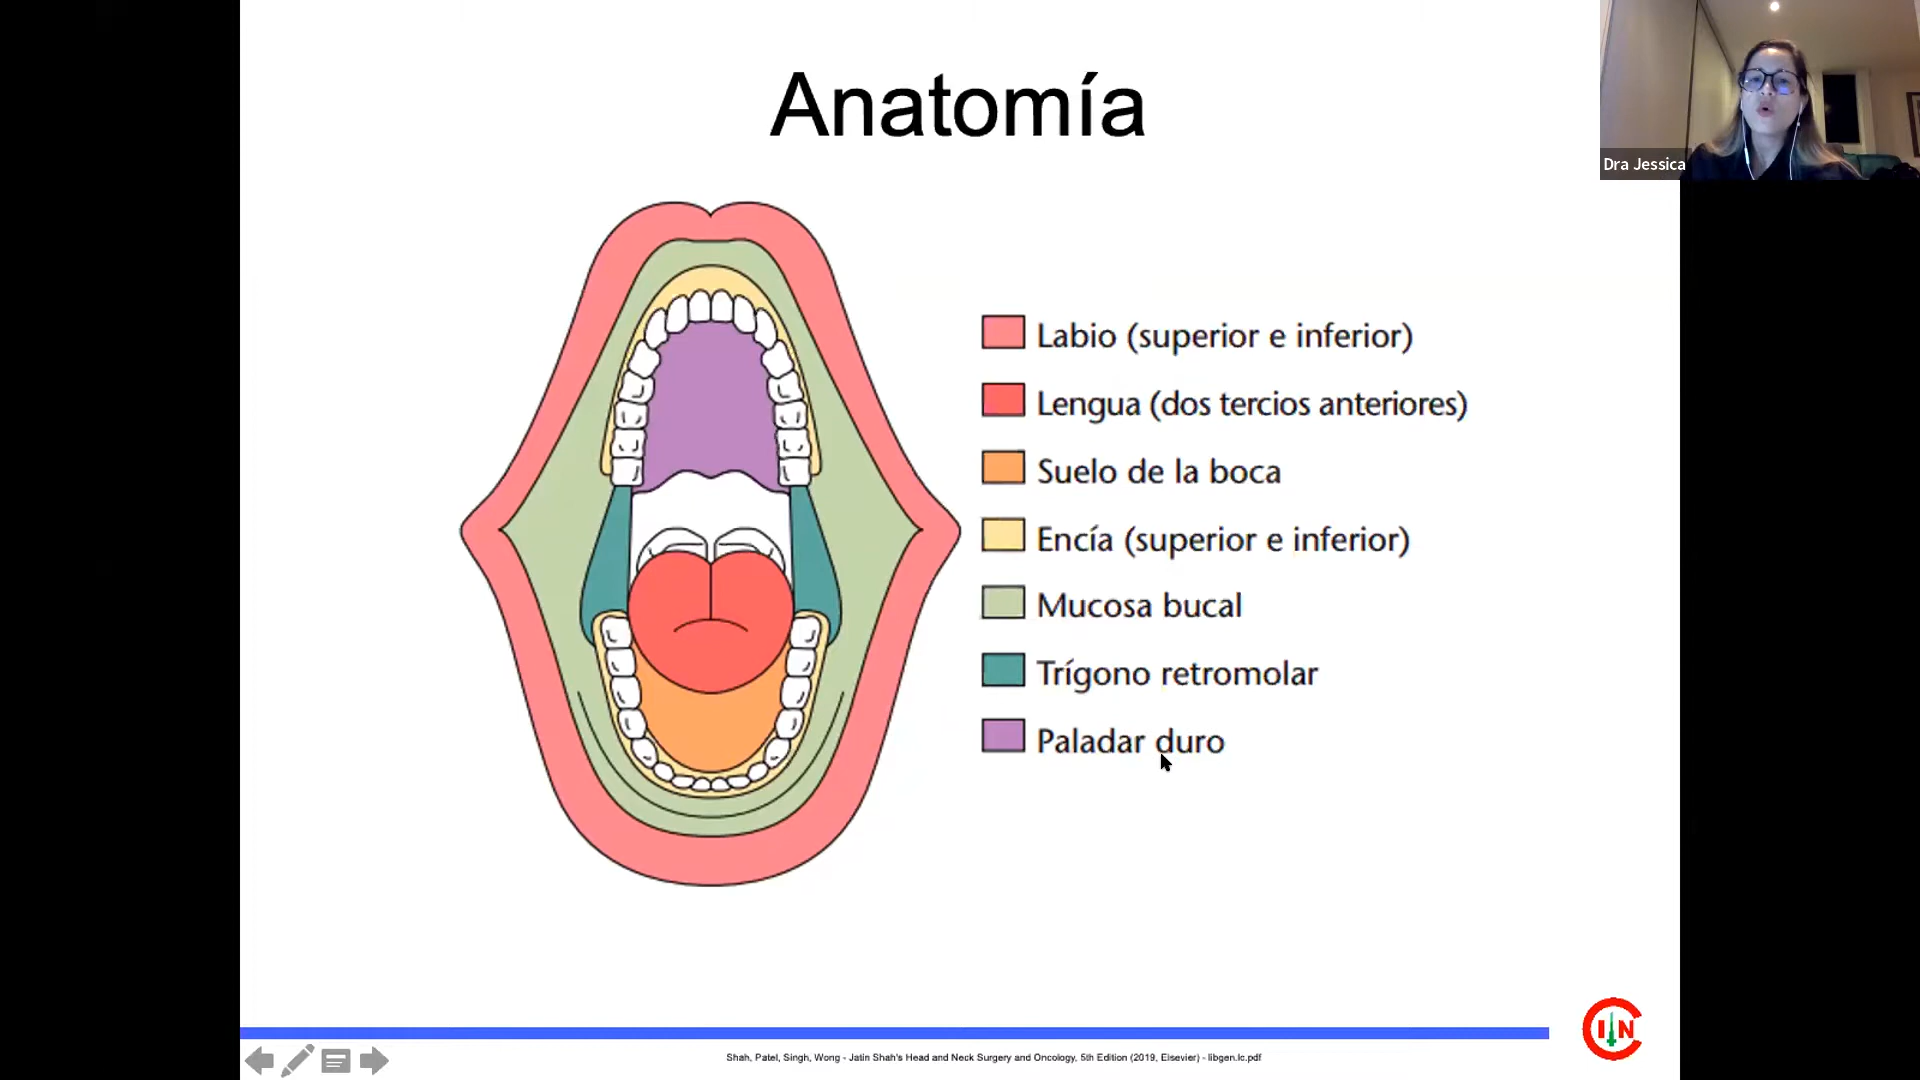 Anatomía
Dra Jessica
Labio (superior e inferior)
Lengua (dos tercios anteriores)
Suelo de la boca
Encía (superior e inferior)
Mucosa bucal
Trígono retromolar
Paladar duro
Shah, Patel, Singh, Wong - Jatin Shah's Head and Neck Surgery and Oncology, 5th Edition (2019, Elsevier) - libgen.lc.pdf
CIN